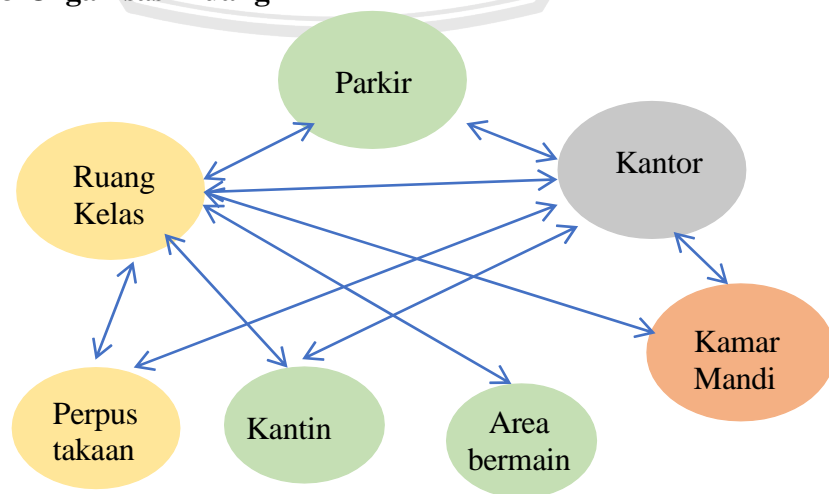 Parkir
Ruang
Kelas
Kantor
Kamar
Mandi
Perpus
takaan
Kantin
Area
bermain